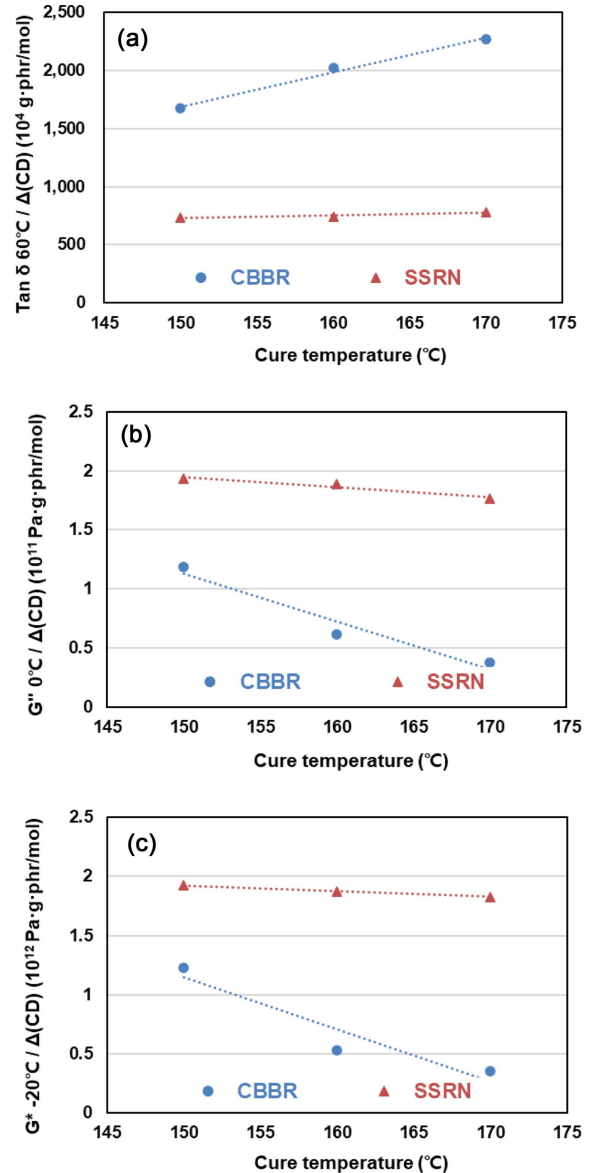 (a)
Tan δ 60℃ / Δ(CD) (10⁴ g·phr/mol)
2,500
2,000
1,500
1,000
500
0
CBBR SSRN
145 150 155 160 165 170 175
Cure temperature (℃)
(b)
G" 0℃ / Δ(CD) (10¹¹ Pa·g·phr/mol)
2.5
2
1.5
1
0.5
0
CBBR SSRN
145 150 155 160 165 170 175
Cure temperature (℃)
(c)
G* -20℃ / Δ(CD) (10¹² Pa·g·phr/mol)
2.5
2
1.5
1
0.5
0
CBBR SSRN
145 150 155 160 165 170 175
Cure temperature (℃)